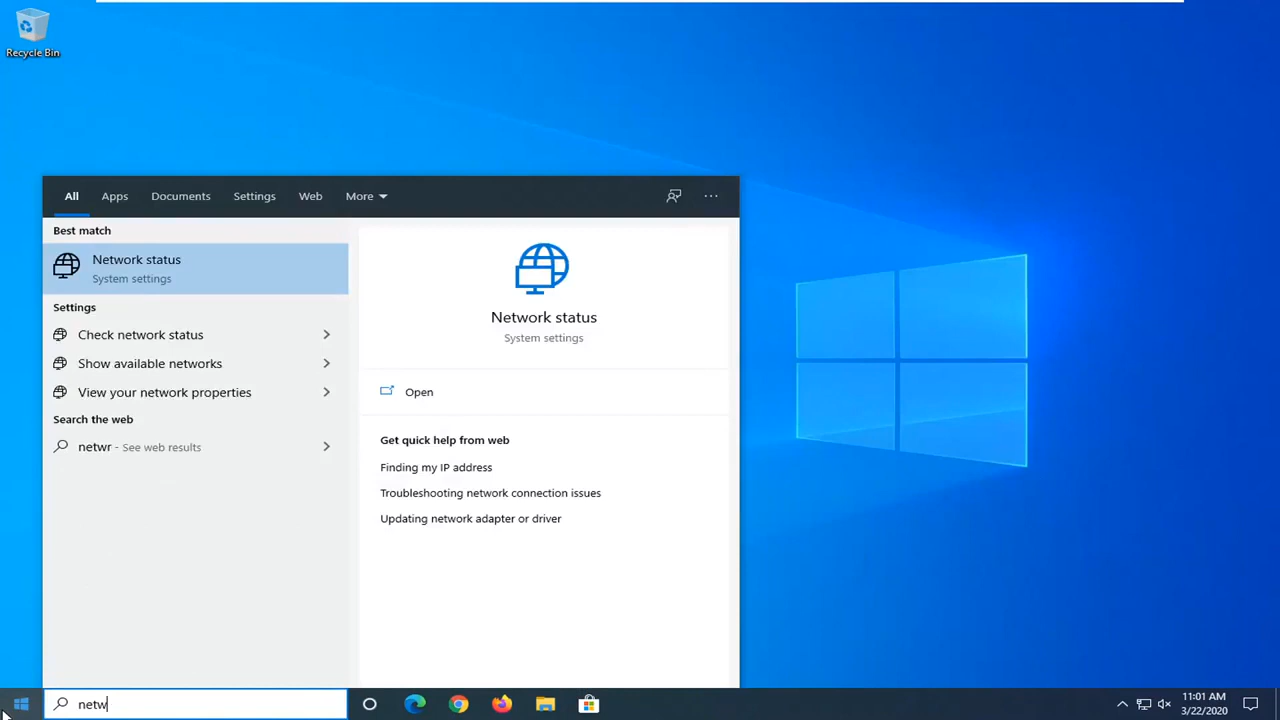 Recycle Bin
All Apps Documents Settings Web More
Best match
Network status
System settings
Settings
Check network status
Show available networks
View your network properties
Search the web
netwr - See web results
Network status
System settings
Open
Get quick help from web
Finding my IP address
Troubleshooting network connection issues
Updating network adapter or driver
netw
11:01 AM
3/22/2020